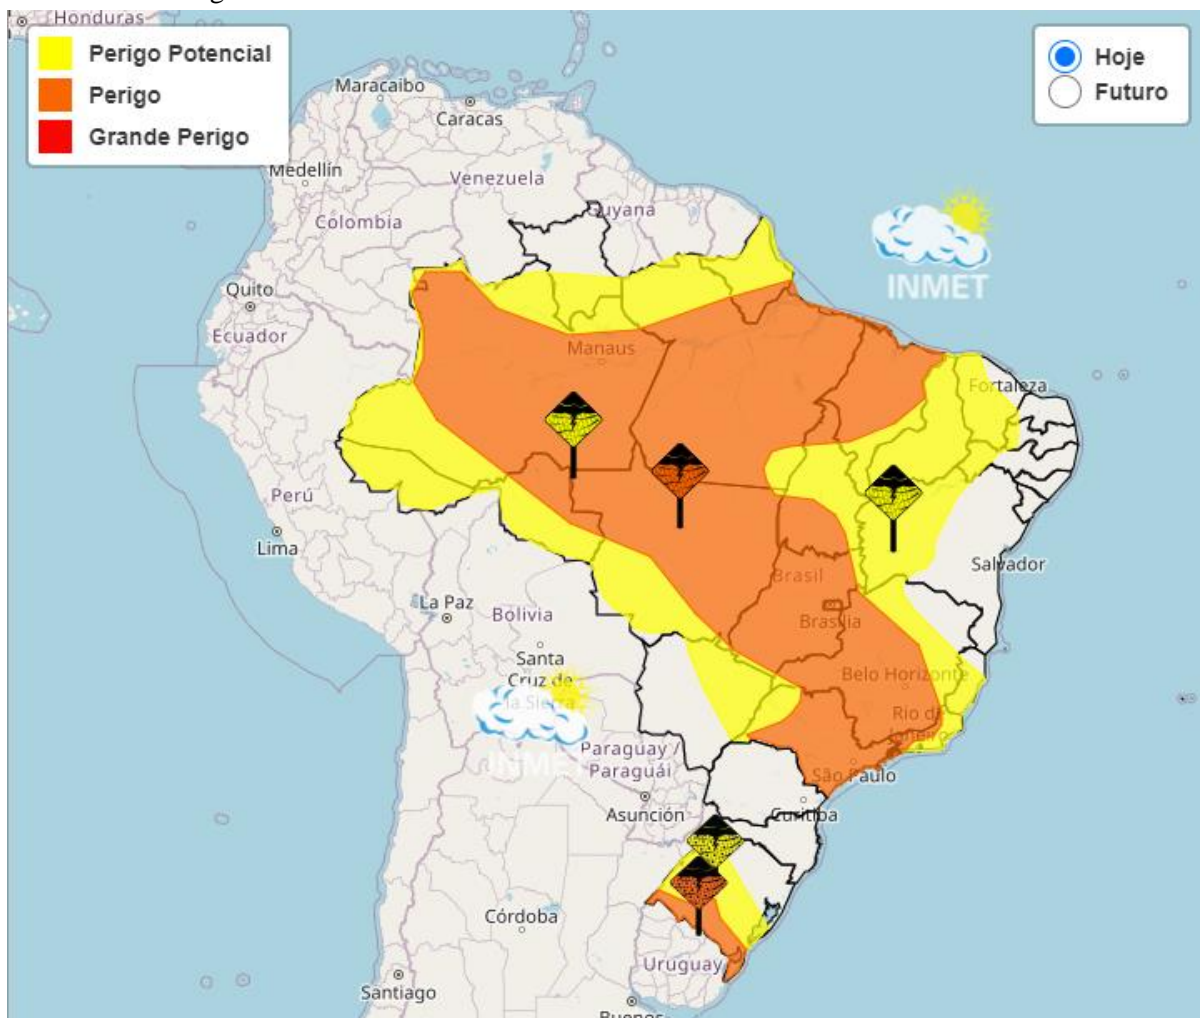 Honduras
Perigo Potencial
Perigo
Grande Perigo
Hoje
Futuro
Maracaibo
Caracas
Medellín
Venezuela
Guyana
Colombia
INMET
Quito
Ecuador
Manaus
Fortaleza
Perú
Lima
Salvador
Brasil
La Paz
Bolivia
Brasília
Santa
Cruz de
la Sierra
Belo Horizonte
Rio de
Janeiro
INMET
Paraguay /
Paraguái
São Paulo
Asunción
Curitiba
Córdoba
Uruguay
Santiago
Buenos